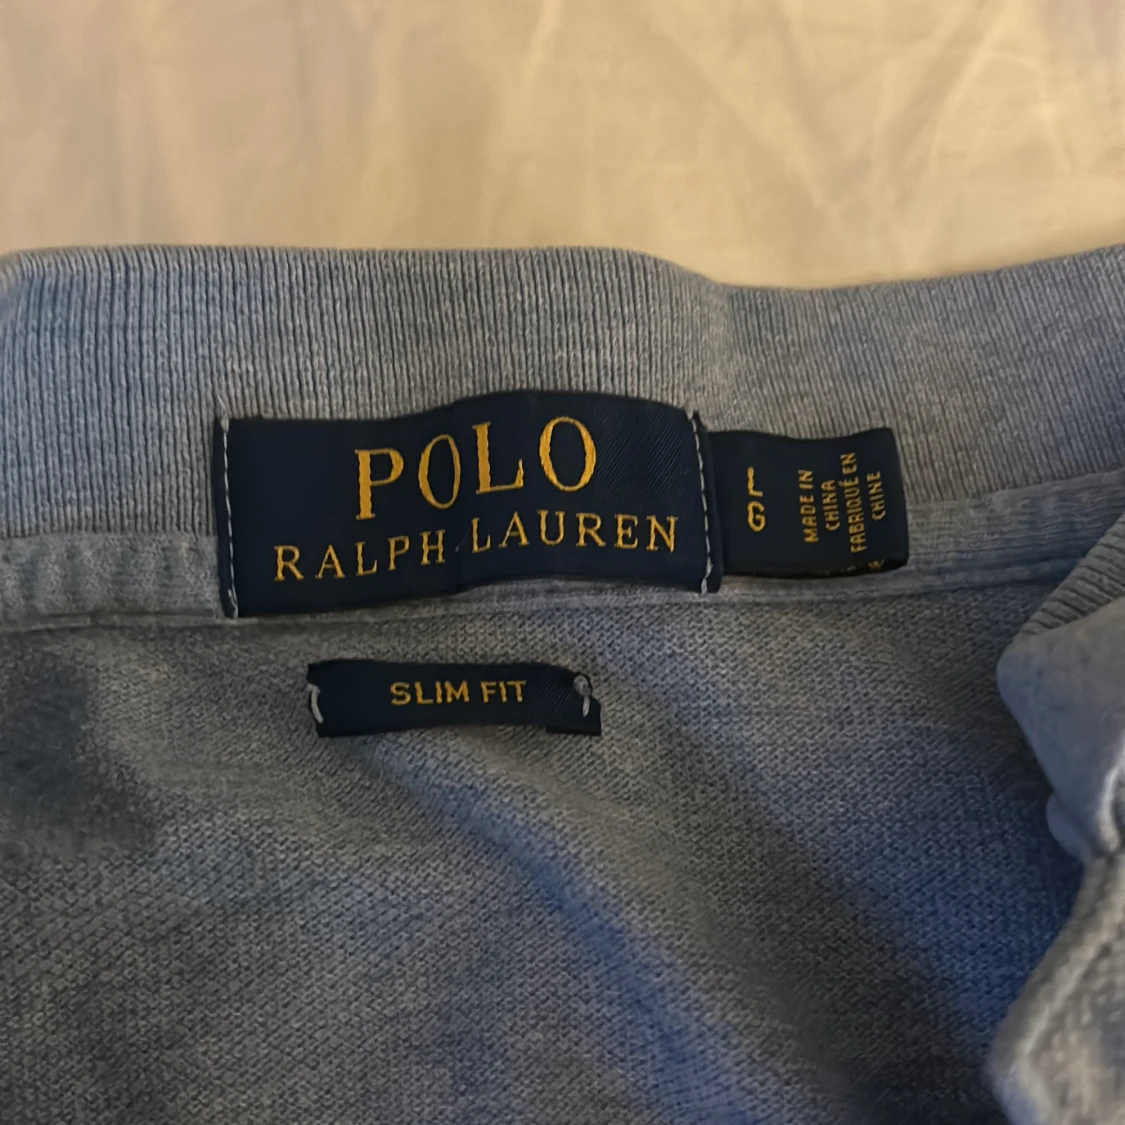 POLO
RALPH LAUREN
L
G
MADE IN
CHINA
FABRIQUÉ EN
CHINE
SLIM FIT